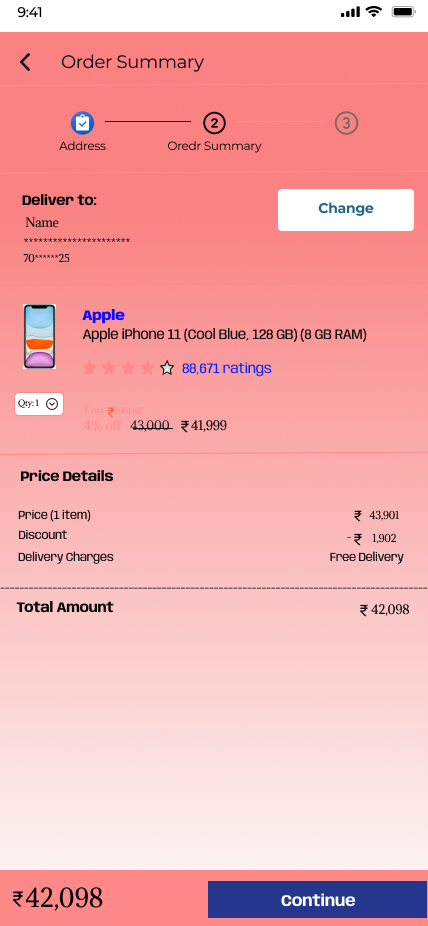 9:41
Order Summary
2
3
Address
Oredr Summary
Deliver to:
Change
Name
**********************
70******25
Apple
Apple iPhone 11 (Cool Blue, 128 GB) (8 GB RAM)
88,671 ratings
Qty: 1
Extra ₹1901 off
4% off 43,000 ₹41,999
Price Details
Price (1 item) ₹ 43,901
Discount - ₹ 1,902
Delivery Charges Free Delivery
Total Amount ₹ 42,098
₹42,098
Continue